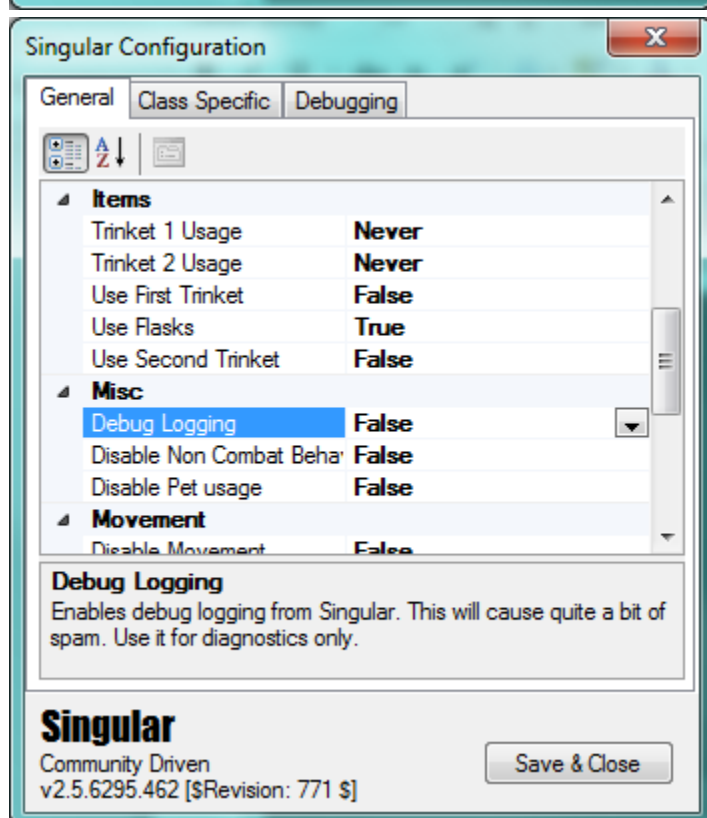 Singular Configuration
General Class Specific Debugging
Items
Trinket 1 Usage Never
Trinket 2 Usage Never
Use First Trinket False
Use Flasks True
Use Second Trinket False
Misc
Debug Logging False
Disable Non Combat Behav False
Disable Pet usage False
Movement
Disable Movement False
Debug Logging
Enables debug logging from Singular. This will cause quite a bit of
spam. Use it for diagnostics only.
Singular
Community Driven
v2.5.6295.462 [$Revision: 771 $]
Save & Close